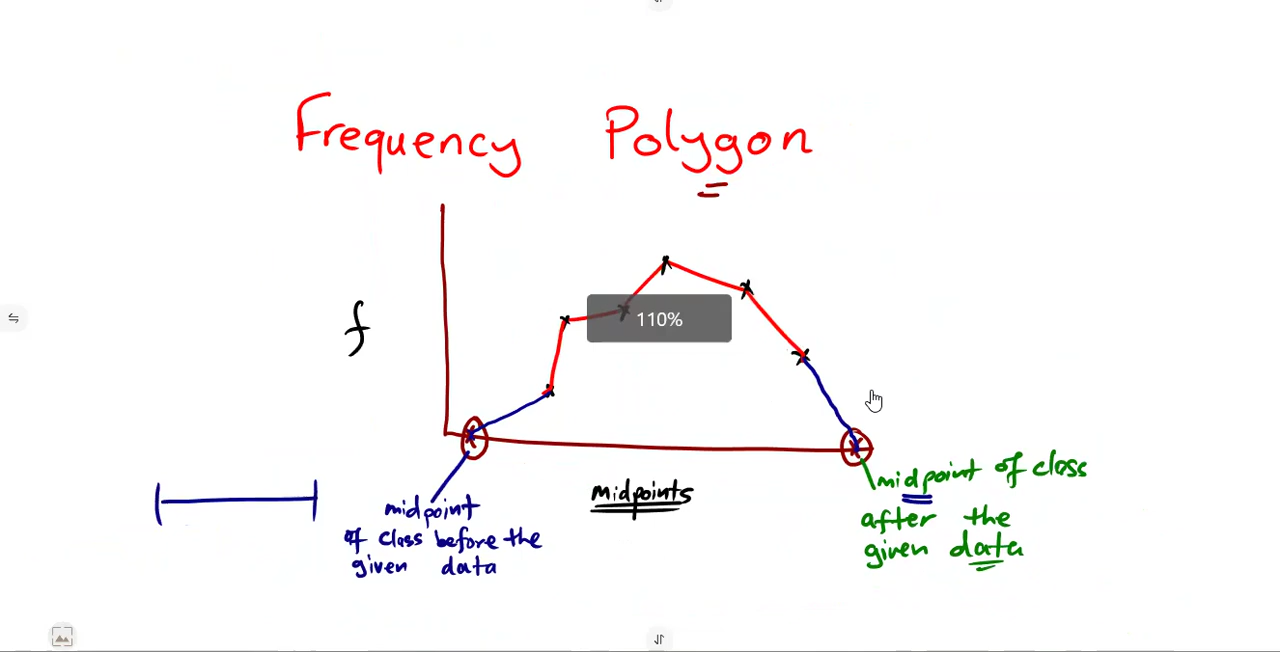 Frequency Polygon
f
110%
midpoints
midpoint
of class before the
given data
midpoint of class
after the
given data